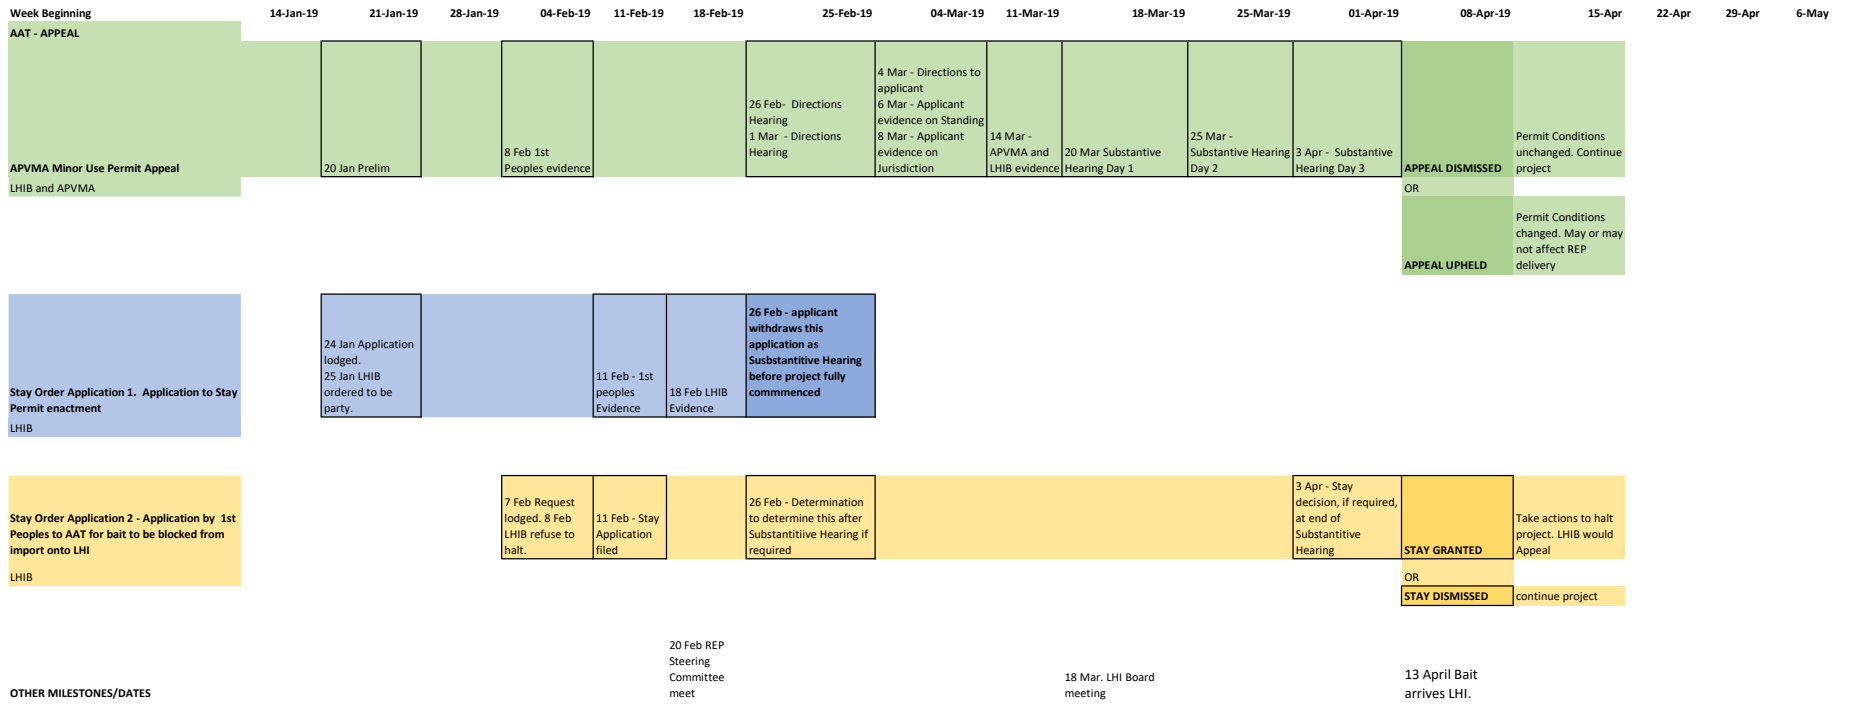 Week Beginning 14-Jan-19 21-Jan-19 28-Jan-19 04-Feb-19 11-Feb-19 18-Feb-19 25-Feb-19 04-Mar-19 11-Mar-19 18-Mar-19 25-Mar-19 01-Apr-19 08-Apr-19 15-Apr 22-Apr 29-Apr 6-May
AAT - APPEAL
APVMA Minor Use Permit Appeal
LHIB and APVMA
20 Jan Prelim
8 Feb 1st
Peoples evidence
26 Feb- Directions
Hearing
1 Mar - Directions
Hearing
4 Mar - Directions to
applicant
6 Mar - Applicant
evidence on Standing
8 Mar - Applicant
evidence on
Jurisdiction
14 Mar -
APVMA and
LHIB evidence
20 Mar Substantive
Hearing Day 1
25 Mar -
Substantive Hearing
Day 2
3 Apr - Substantive
Hearing Day 3
APPEAL DISMISSED
Permit Conditions
unchanged. Continue
project
OR
APPEAL UPHELD
Permit Conditions
changed. May or may
not affect REP
delivery
Stay Order Application 1. Application to Stay
Permit enactment
LHIB
24 Jan Application
lodged.
25 Jan LHIB
ordered to be
party.
11 Feb - 1st
peoples
Evidence
18 Feb LHIB
Evidence
26 Feb - applicant
withdraws this
application as
Susbstantitive Hearing
before project fully
commmenced
Stay Order Application 2 - Application by 1st
Peoples to AAT for bait to be blocked from
import onto LHI
LHIB
7 Feb Request
lodged. 8 Feb
LHIB refuse to
halt.
11 Feb - Stay
Application
filed
26 Feb - Determination
to determine this after
Substantitiive Hearing if
required
3 Apr - Stay
decision, if required,
at end of
Substantitive
Hearing
STAY GRANTED
Take actions to halt
project. LHIB would
Appeal
OR
STAY DISMISSED
continue project
OTHER MILESTONES/DATES
20 Feb REP
Steering
Committee
meet
18 Mar. LHI Board
meeting
13 April Bait
arrives LHI.